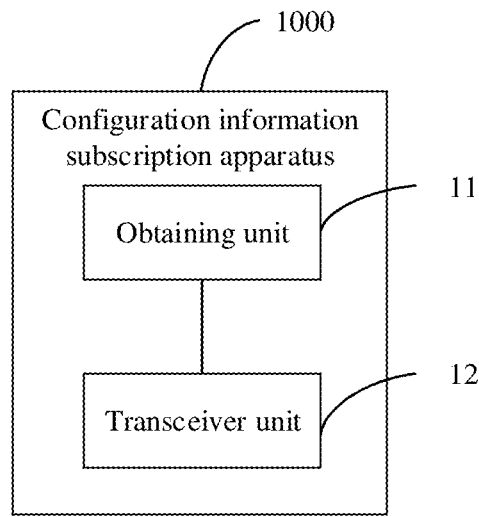 1000
Configuration information
subscription apparatus
11
Obtaining unit
12
Transceiver unit